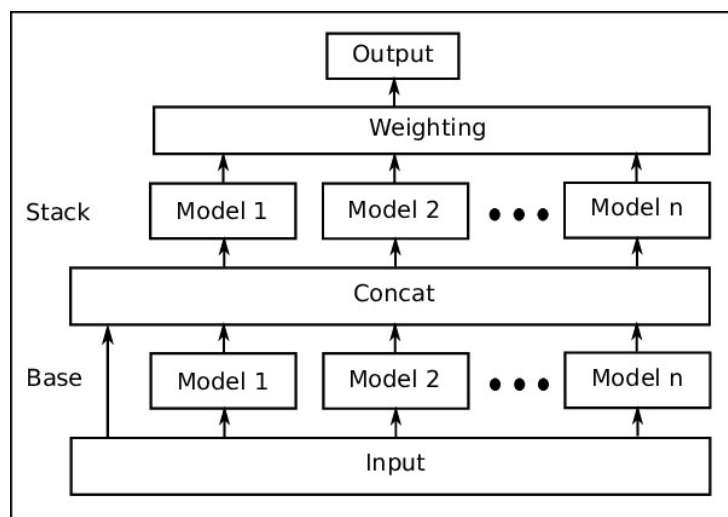 Output
Weighting
Stack
Model 1
Model 2
Model n
Concat
Base
Model 1
Model 2
Model n
Input